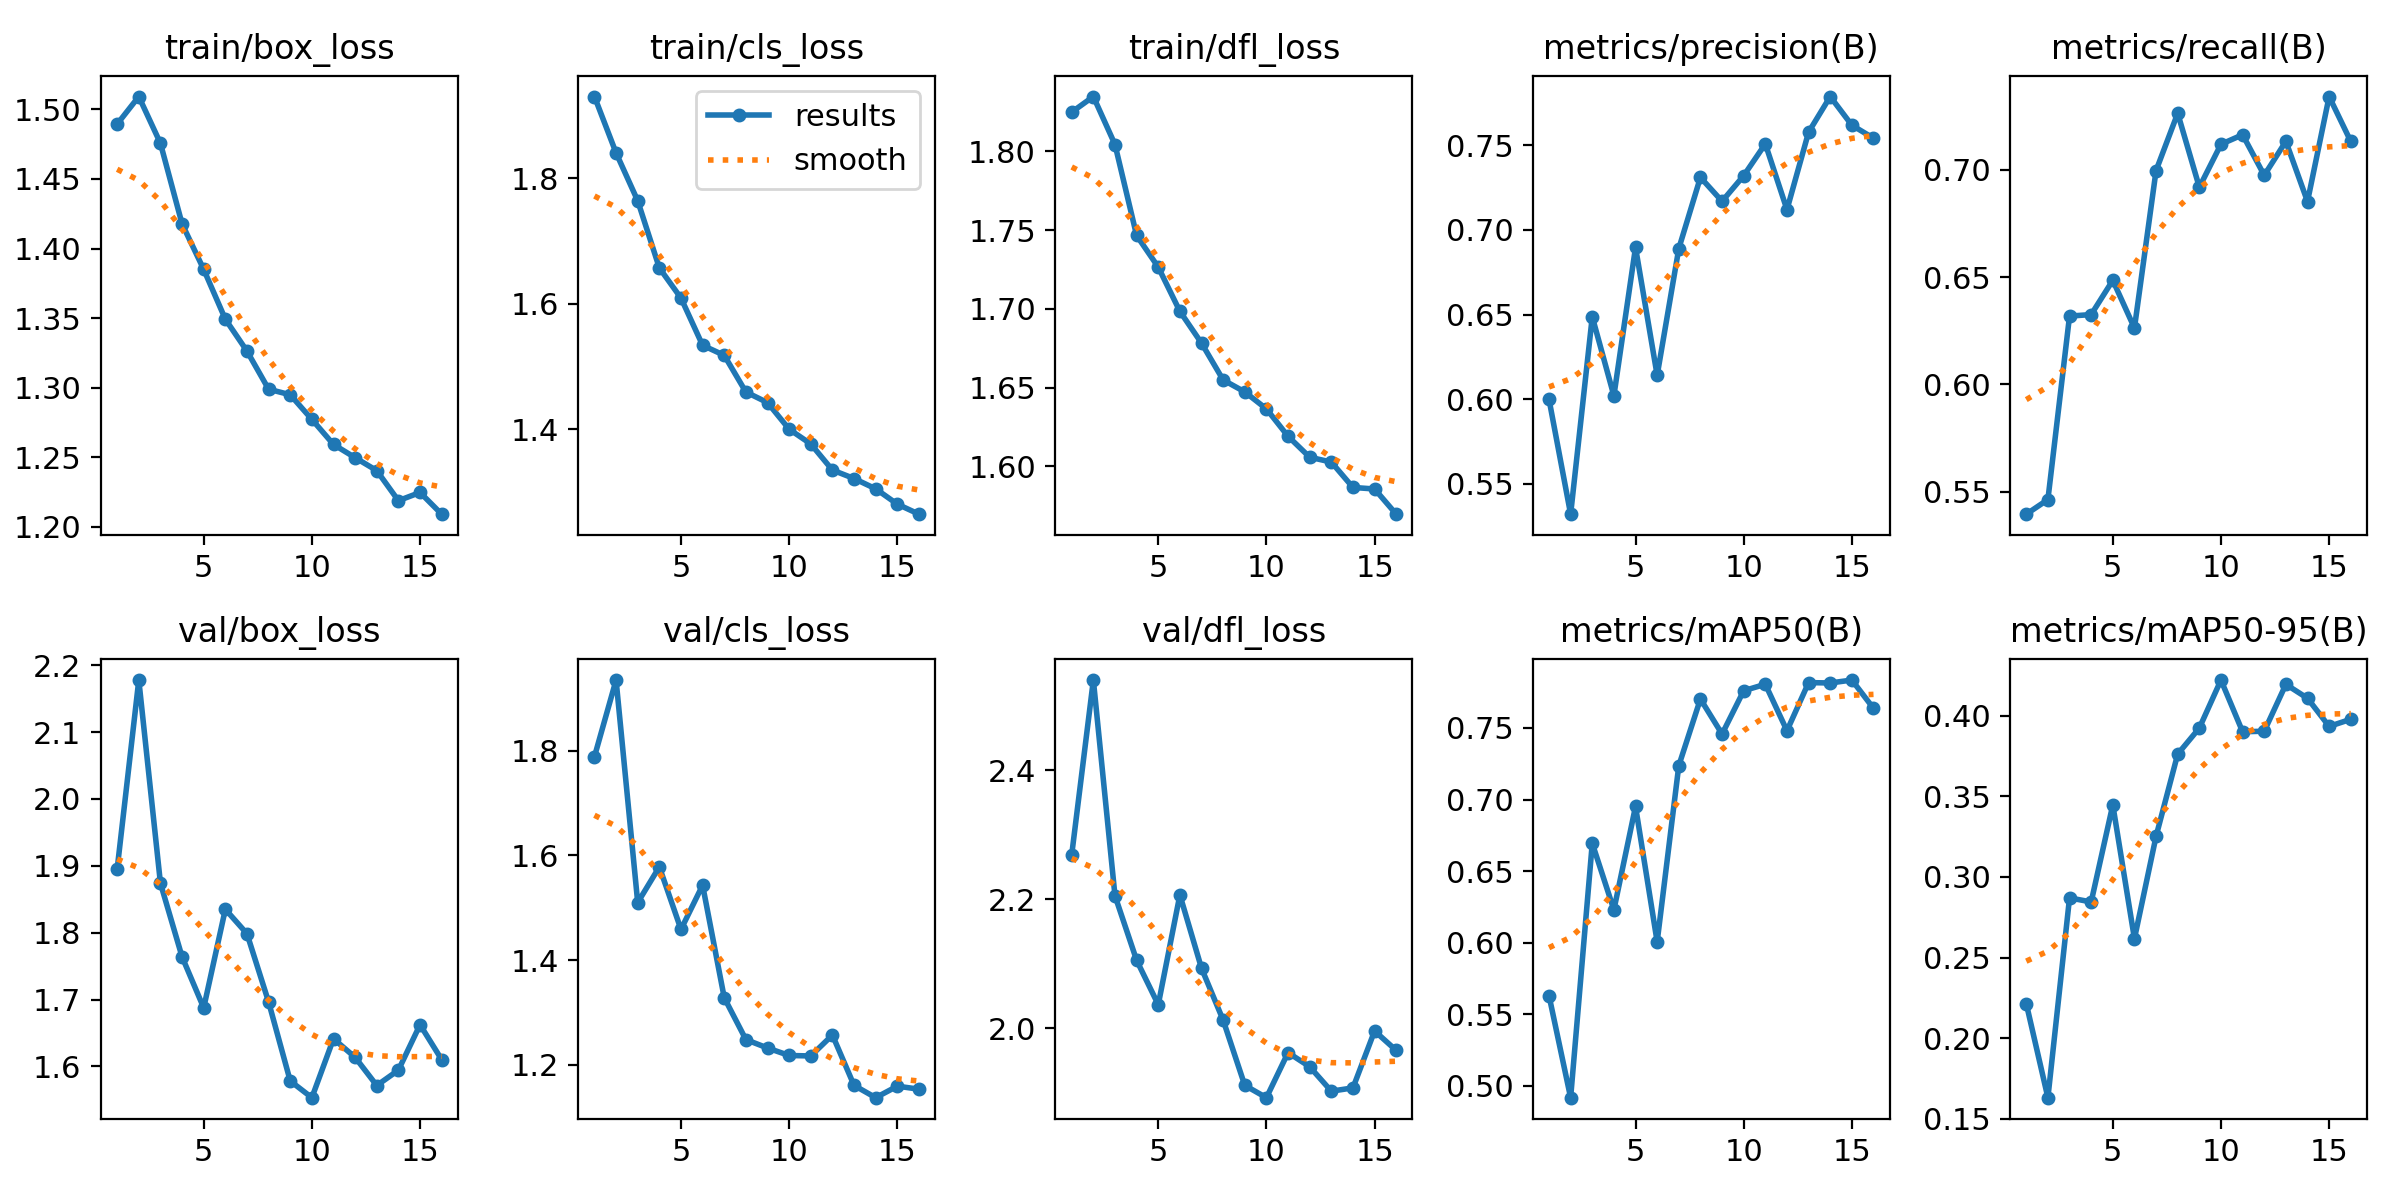 train/box_loss
train/cls_loss
train/dfl_loss
metrics/precision(B)
metrics/recall(B)
1.50
1.45
1.40
1.35
1.30
1.25
1.20
5 10 15
results
smooth
1.8
1.6
1.4
5 10 15
1.80
1.75
1.70
1.65
1.60
5 10 15
0.75
0.70
0.65
0.60
0.55
5 10 15
0.70
0.65
0.60
0.55
5 10 15
val/box_loss
val/cls_loss
val/dfl_loss
metrics/mAP50(B)
metrics/mAP50-95(B)
2.2
2.1
2.0
1.9
1.8
1.7
1.6
5 10 15
1.8
1.6
1.4
1.2
5 10 15
2.4
2.2
2.0
5 10 15
0.75
0.70
0.65
0.60
0.55
0.50
5 10 15
0.40
0.35
0.30
0.25
0.20
0.15
5 10 15